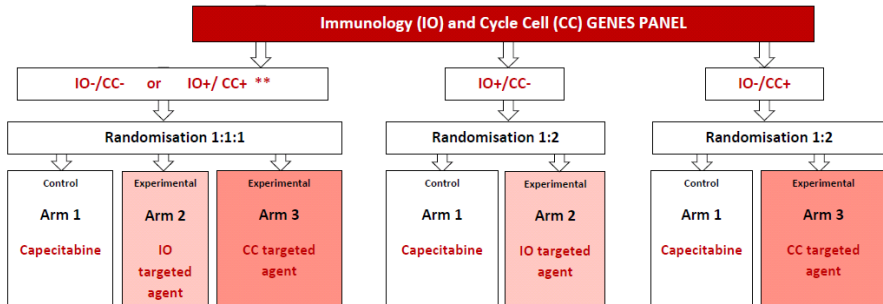 Immunology (IO) and Cycle Cell (CC) GENES PANEL
IO-/CC- or IO+/ CC+ **
IO+/CC-
IO-/CC+
Randomisation 1:1:1
Randomisation 1:2
Randomisation 1:2
Control
Arm 1
Capecitabine
Experimental
Arm 2
IO
targeted
agent
Experimental
Arm 3
CC targeted
agent
Control
Arm 1
Capecitabine
Experimental
Arm 2
IO targeted
agent
Control
Arm 1
Capecitabine
Experimental
Arm 3
CC targeted
agent